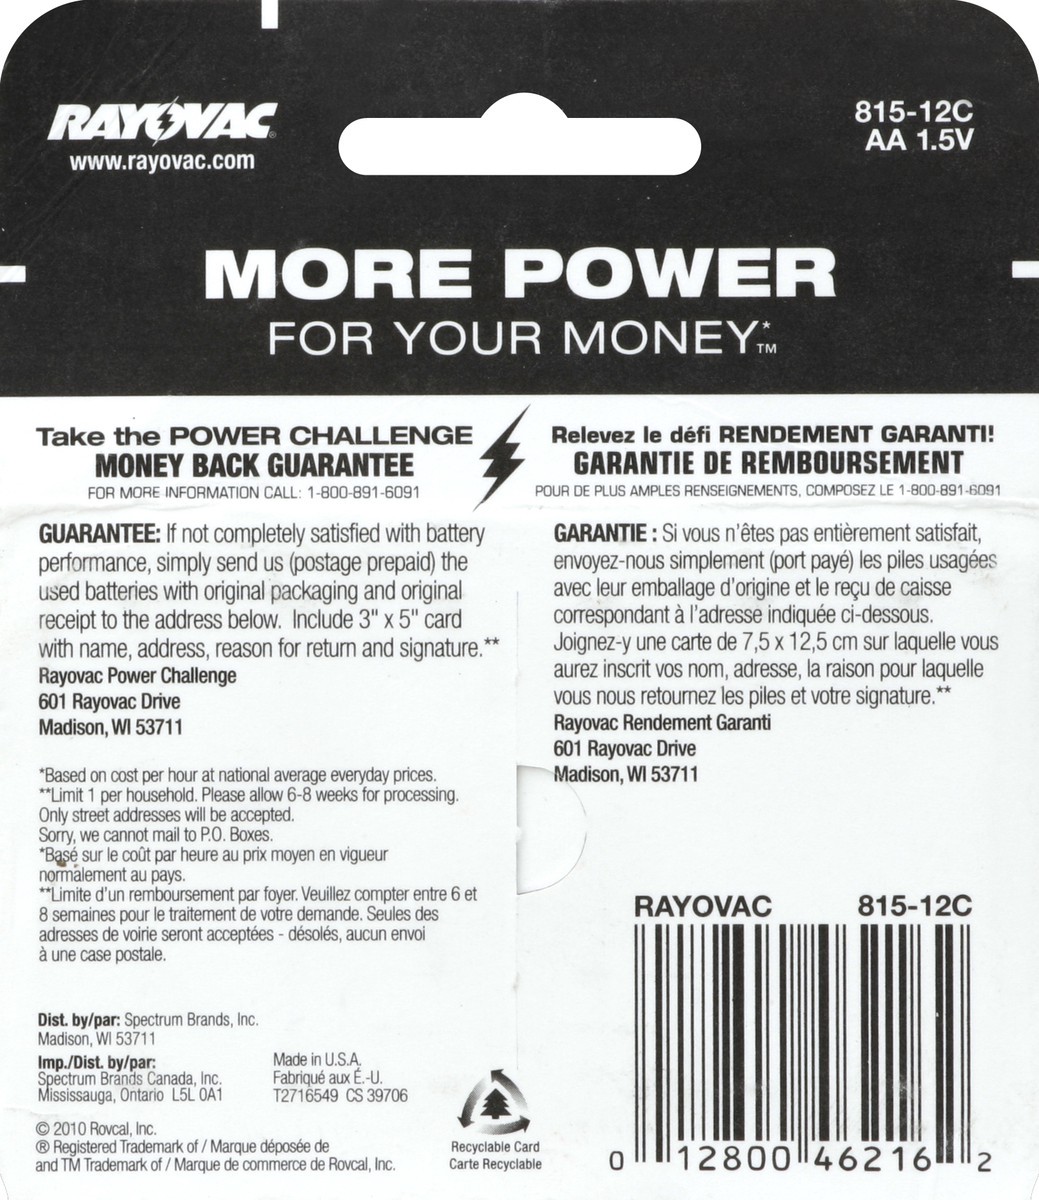 RAYOVAC®
www.rayovac.com
815-12C
AA 1.5V
MORE POWER
FOR YOUR MONEY*™
Take the POWER CHALLENGE
MONEY BACK GUARANTEE
FOR MORE INFORMATION CALL: 1-800-891-6091
GUARANTEE: If not completely satisfied with battery
performance, simply send us (postage prepaid) the
used batteries with original packaging and original
receipt to the address below. Include 3" x 5" card
with name, address, reason for return and signature.**
Rayovac Power Challenge
601 Rayovac Drive
Madison, WI 53711
*Based on cost per hour at national average everyday prices.
**Limit 1 per household. Please allow 6-8 weeks for processing.
Only street addresses will be accepted.
Sorry, we cannot mail to P.O. Boxes.
*Basé sur le coût par heure au prix moyen en vigueur
normalement au pays.
**Limite d'un remboursement par foyer. Veuillez compter entre 6 et
8 semaines pour le traitement de votre demande. Seules des
adresses de voirie seront acceptées - désolés, aucun envoi
à une case postale.
Relevez le défi RENDEMENT GARANTI!
GARANTIE DE REMBOURSEMENT
POUR DE PLUS AMPLES RENSEIGNEMENTS, COMPOSEZ LE 1-800-891-6091
GARANTIE : Si vous n'êtes pas entièrement satisfait,
envoyez-nous simplement (port payé) les piles usagées
avec leur emballage d'origine et le reçu de caisse
correspondant à l'adresse indiquée ci-dessous.
Joignez-y une carte de 7,5 x 12,5 cm sur laquelle vous
aurez inscrit vos nom, adresse, la raison pour laquelle
vous nous retournez les piles et votre signature.**
Rayovac Rendement Garanti
601 Rayovac Drive
Madison, WI 53711
Dist. by/par: Spectrum Brands, Inc.
Madison, WI 53711
Imp./Dist. by/par:
Spectrum Brands Canada, Inc.
Mississauga, Ontario L5L 0A1
Made in U.S.A.
Fabriqué aux É.-U.
T2716549 CS 39706
© 2010 Rovcal, Inc.
® Registered Trademark of / Marque déposée de
and TM Trademark of / Marque de commerce de Rovcal, Inc.
Recyclable Card
Carte Recyclable
RAYOVAC 815-12C
0 12800 46216 2